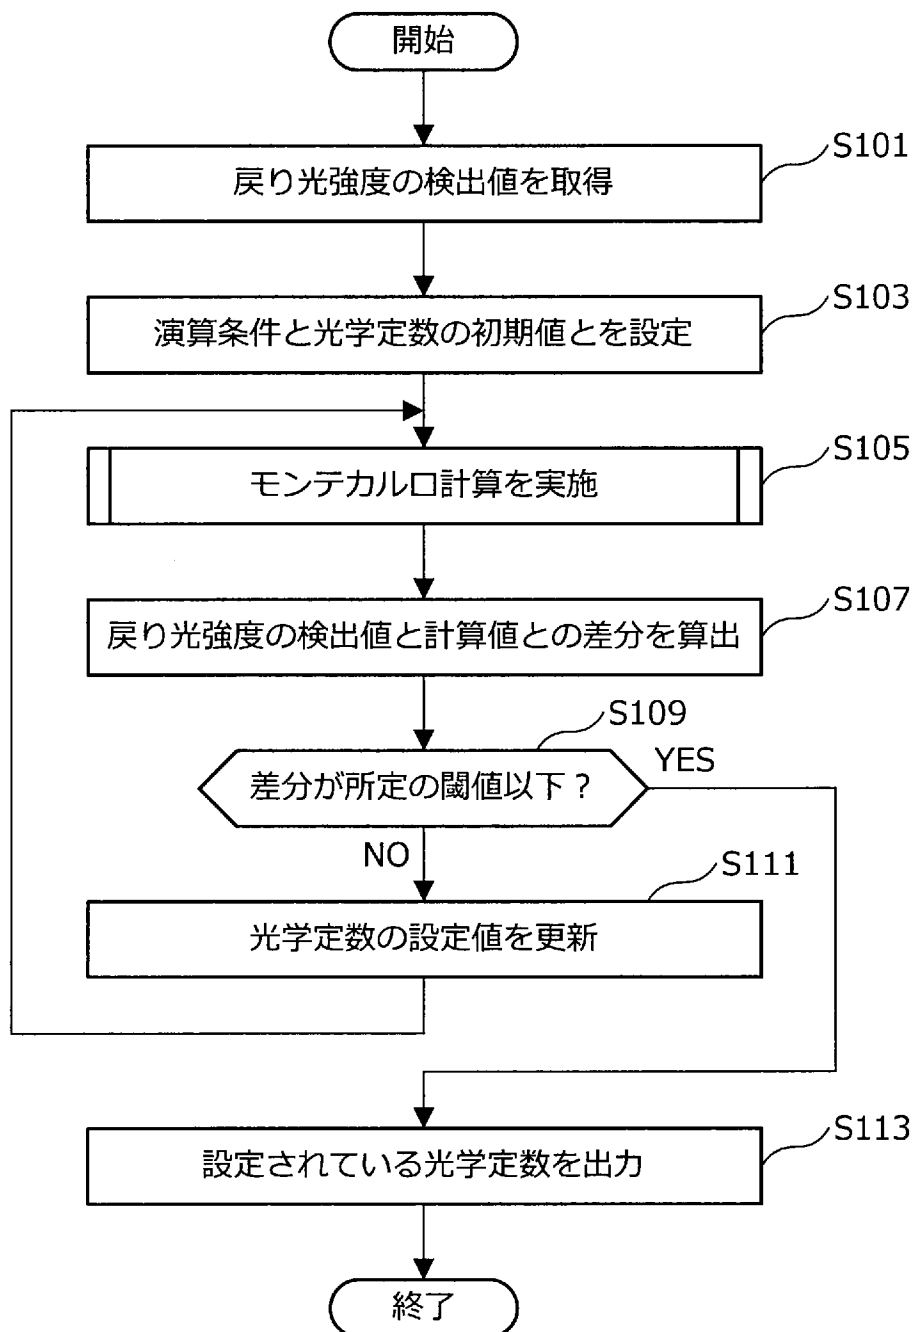 開始
S101
戻り光強度の検出値を取得
S103
演算条件と光学定数の初期値とを設定
S105
モンテカルロ計算を実施
S107
戻り光強度の検出値と計算値との差分を算出
S109
差分が所定の閾値以下？
YES
NO
S111
光学定数の設定値を更新
S113
設定されている光学定数を出力
終了